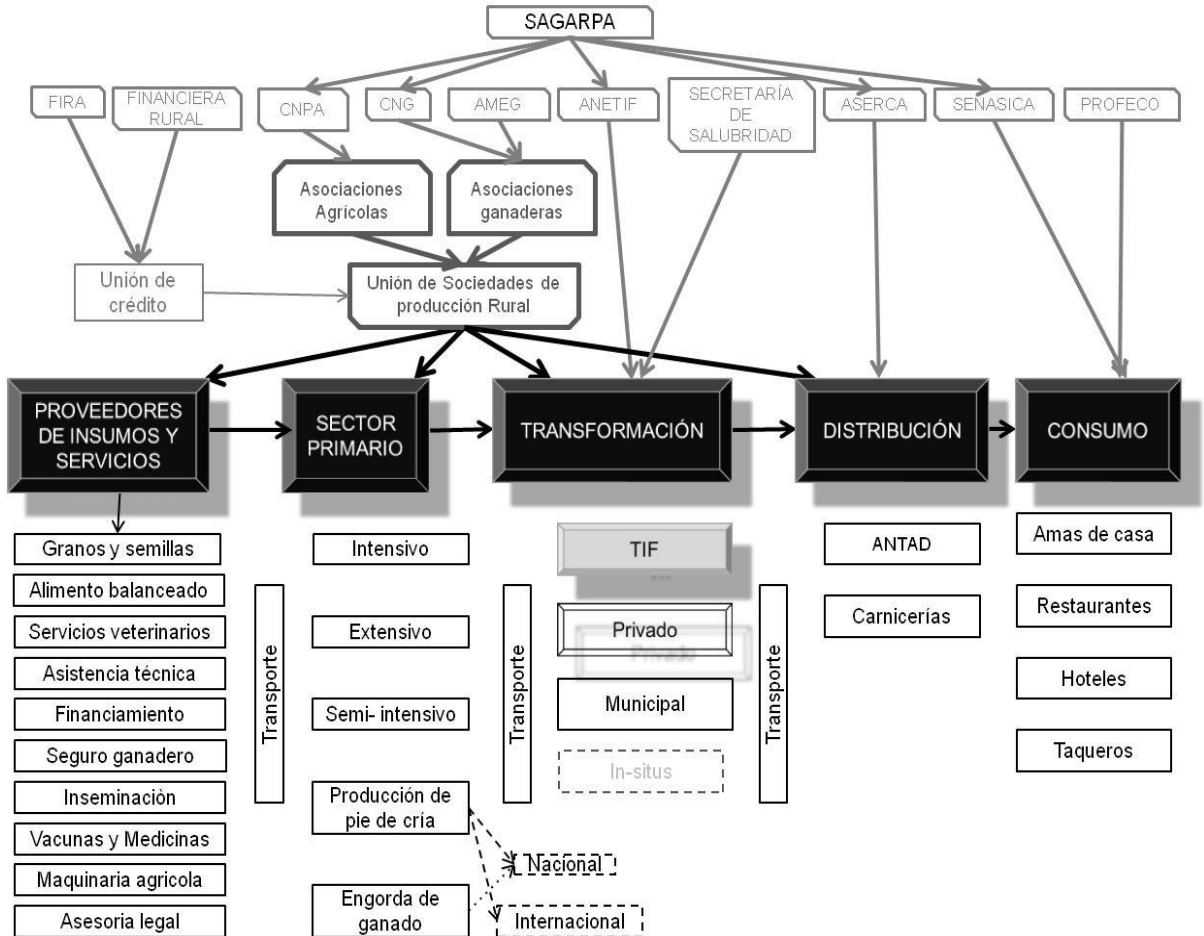 SAGARPA
FIRA
FINANCIERA
RURAL
CNPA
CNG
AMEG
ANETIF
SECRETARÍA
DE
SALUBRIDAD
ASERCA
SENASICA
PROFECO
Asociaciones
Agrícolas
Asociaciones
ganaderas
Unión de
crédito
Unión de Sociedades de
producción Rural
PROVEEDORES
DE INSUMOS Y
SERVICIOS
SECTOR
PRIMARIO
TRANSFORMACIÓN
DISTRIBUCIÓN
CONSUMO
Granos y semillas
Alimento balanceado
Servicios veterinarios
Asistencia técnica
Financiamiento
Seguro ganadero
Inseminaciòn
Vacunas y Medicinas
Maquinaria agricola
Asesoria legal
Transporte
Intensivo
Extensivo
Semi- intensivo
Producción de
pie de cría
Engorda de
ganado
Nacional
Internacional
Transporte
TIF
Privado
Privado
Municipal
In-situs
Transporte
ANTAD
Carnicerías
Amas de casa
Restaurantes
Hoteles
Taqueros